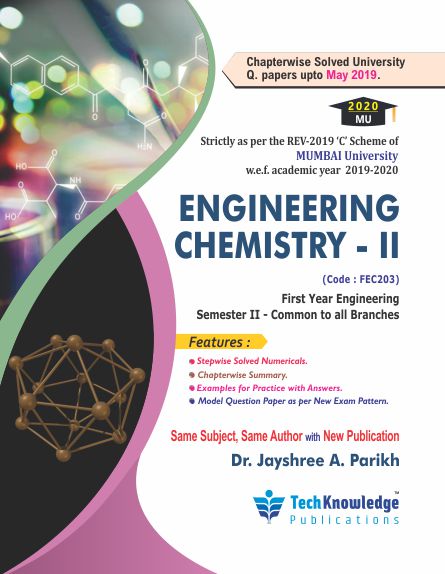 Chapterwise Solved University
Q. papers upto May 2019.
2020
MU
Strictly as per the REV-2019 ‘C’ Scheme of
MUMBAI University
w.e.f. academic year 2019-2020
ENGINEERING
CHEMISTRY - II
(Code : FEC203)
First Year Engineering
Semester II - Common to all Branches
Features :
Stepwise Solved Numericals.
Chapterwise Summary.
Examples for Practice with Answers.
Model Question Paper as per New Exam Pattern.
Same Subject, Same Author with New Publication
Dr. Jayshree A. Parikh
TechKnowledge™
Publications